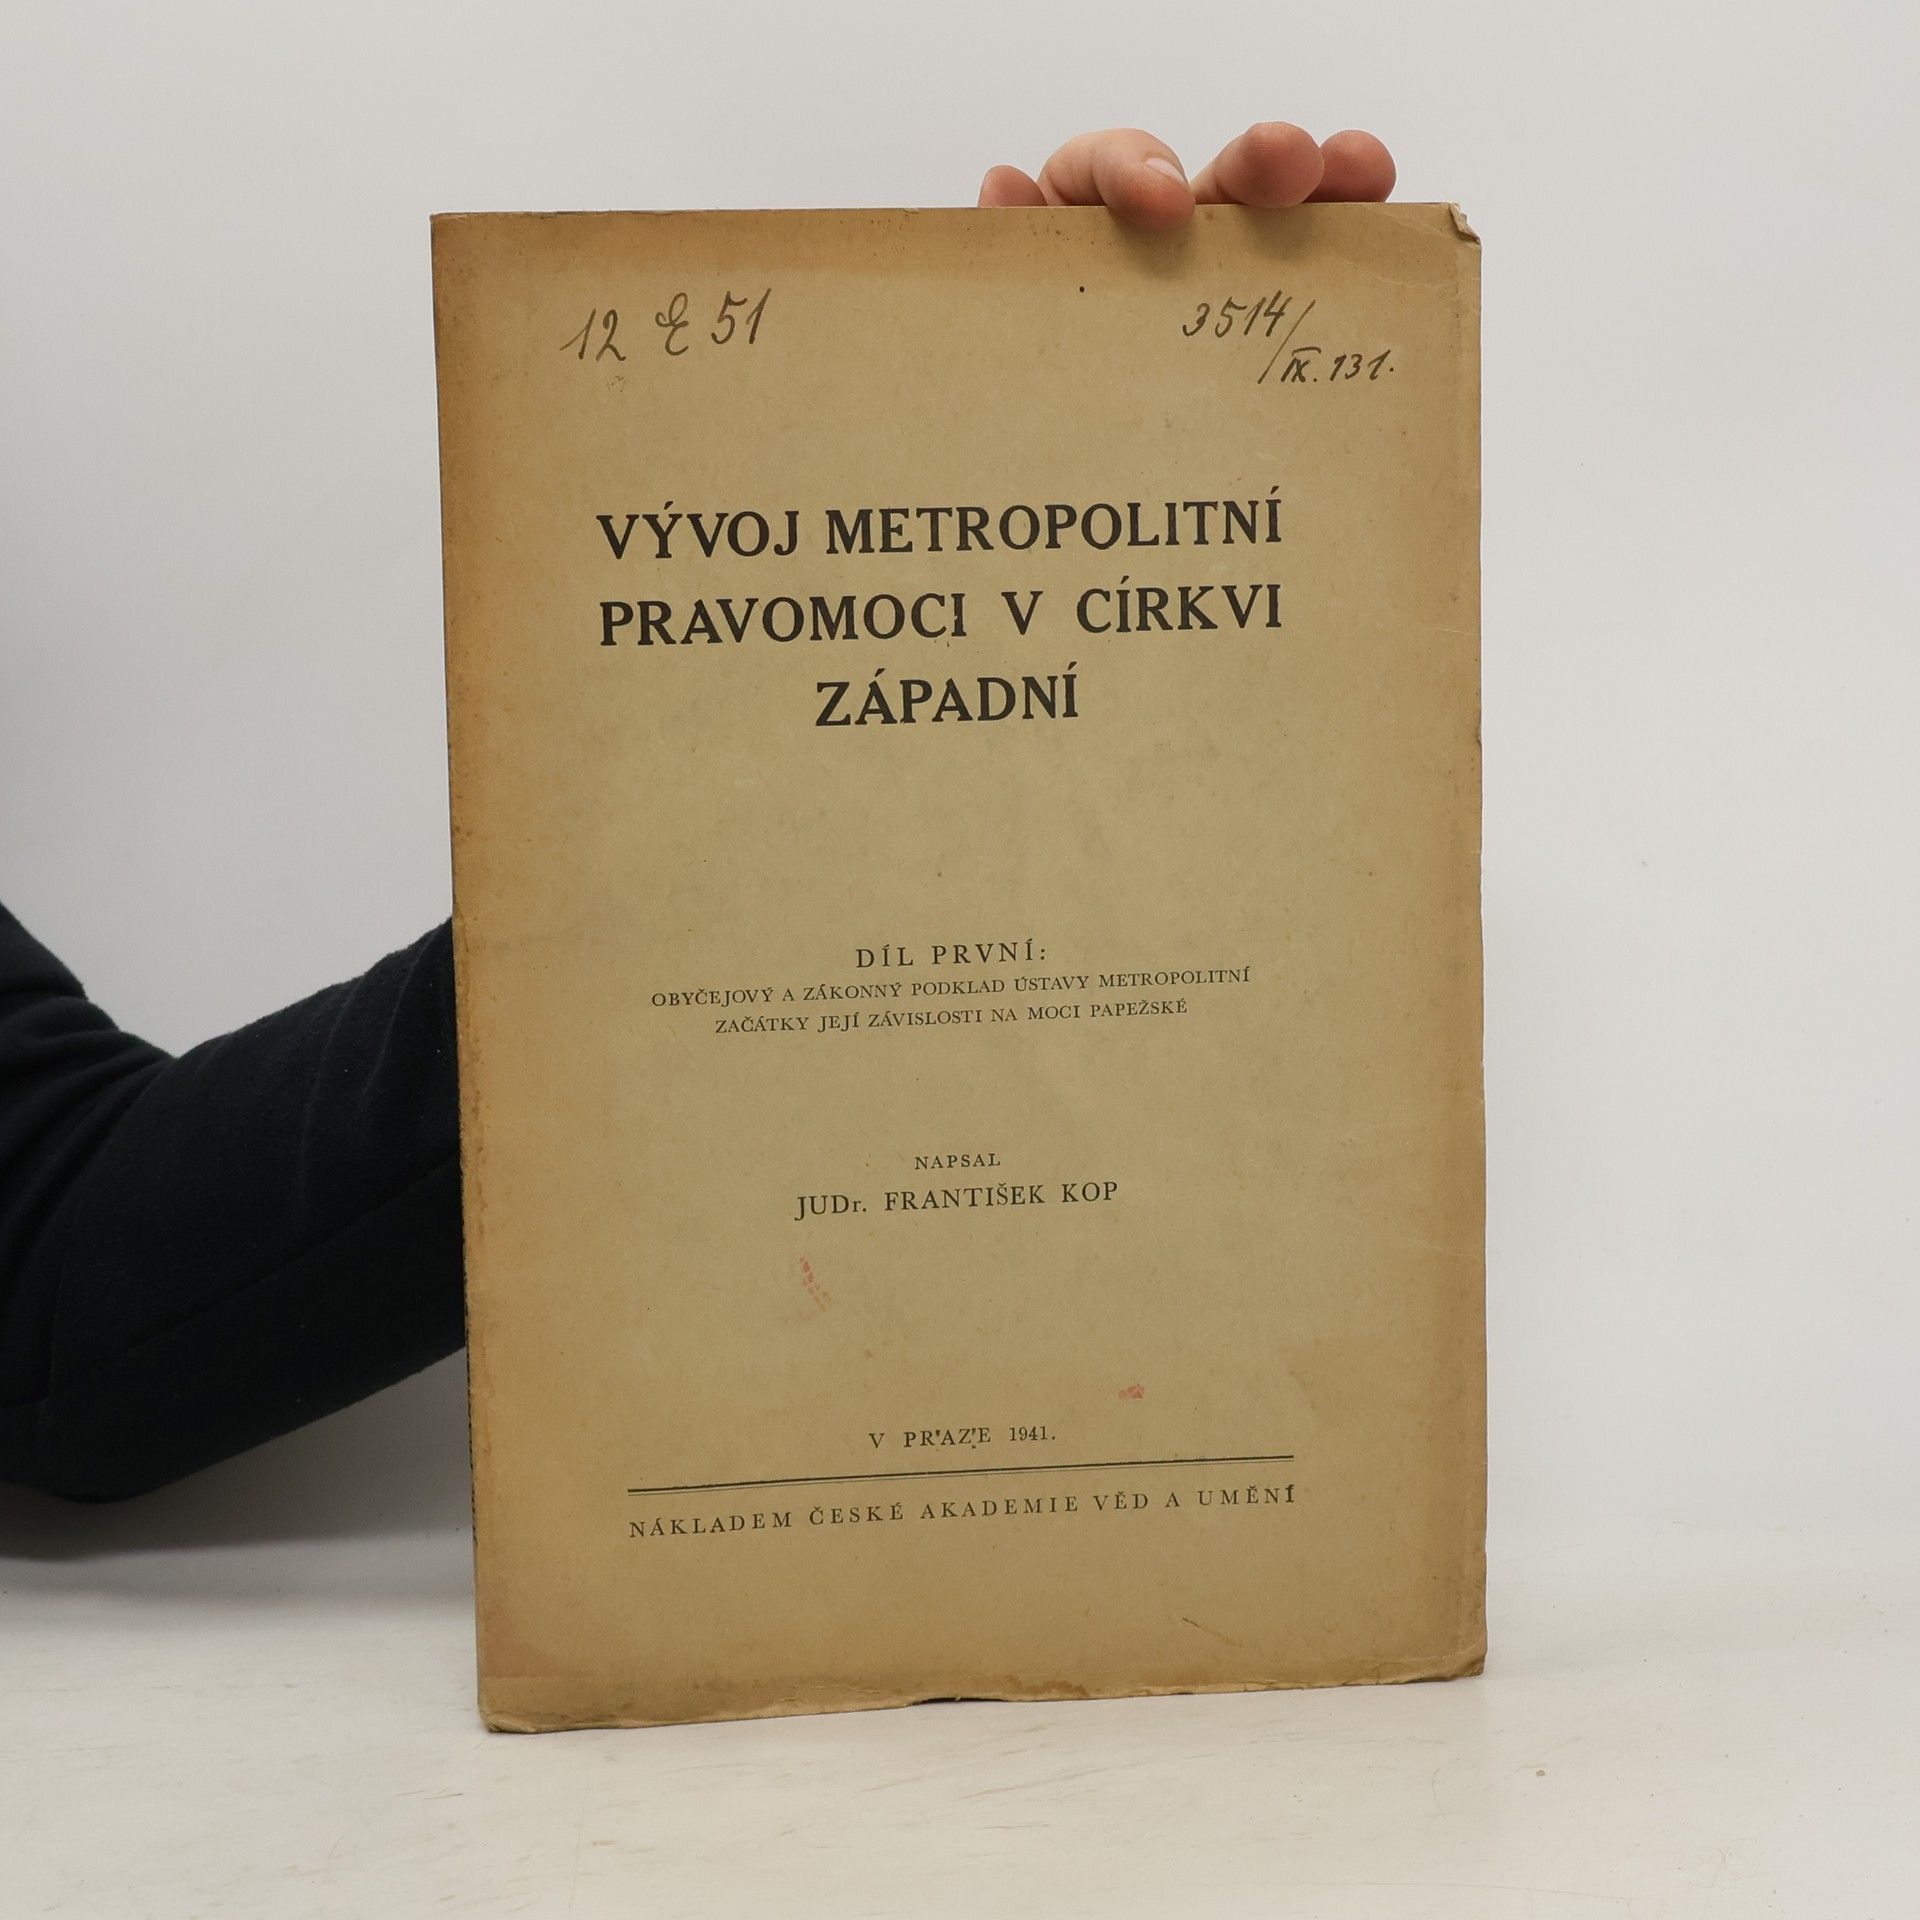 12 E 51
3514/
IX. 131.
VÝVOJ METROPOLITNÍ
PRAVOMOCI V CÍRKVI
ZÁPADNÍ
DÍL PRVNÍ:
OBYČEJOVÝ A ZÁKONNÝ PODKLAD ÚSTAVY METROPOLITNÍ
ZAČÁTKY JEJÍ ZÁVISLOSTI NA MOCI PAPEŽSKÉ
NAPSAL
JUDr. FRANTIŠEK KOP
V PRAZE 1941.
NÁKLADEM ČESKÉ AKADEMIE VĚD A UMĚNÍ